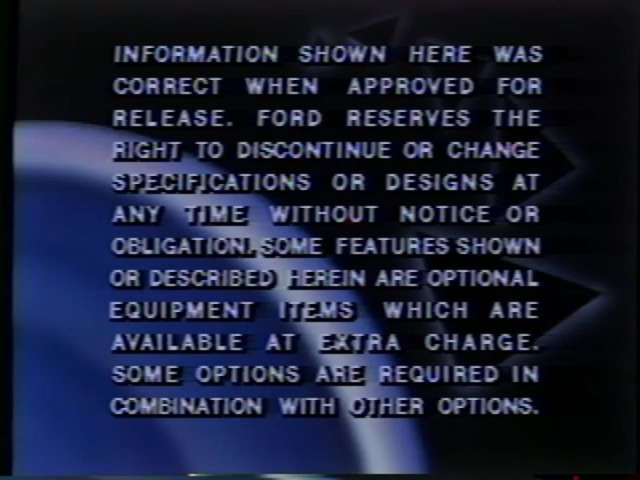 INFORMATION SHOWN HERE WAS
CORRECT WHEN APPROVED FOR
RELEASE. FORD RESERVES THE
RIGHT TO DISCONTINUE OR CHANGE
SPECIFICATIONS OR DESIGNS AT
ANY TIME WITHOUT NOTICE OR
OBLIGATION. SOME FEATURES SHOWN
OR DESCRIBED HEREIN ARE OPTIONAL
EQUIPMENT ITEMS WHICH ARE
AVAILABLE AT EXTRA CHARGE.
SOME OPTIONS ARE REQUIRED IN
COMBINATION WITH OTHER OPTIONS.